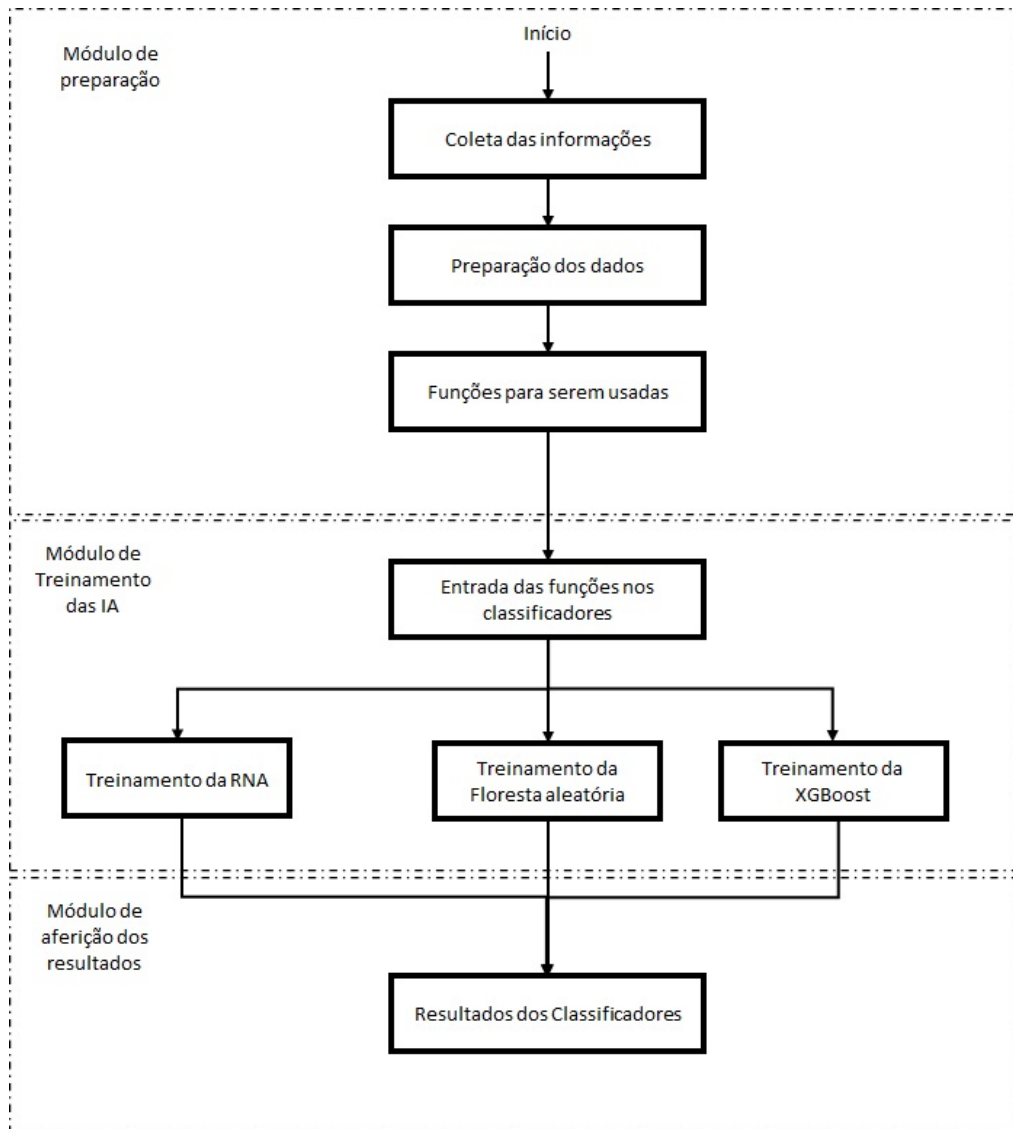 Início
Módulo de
preparação
Coleta das informações
Preparação dos dados
Funções para serem usadas
Módulo de
Treinamento
das IA
Entrada das funções nos
classificadores
Treinamento da RNA
Treinamento da
Floresta aleatória
Treinamento da
XGBoost
Módulo de
aferição dos
resultados
Resultados dos Classificadores